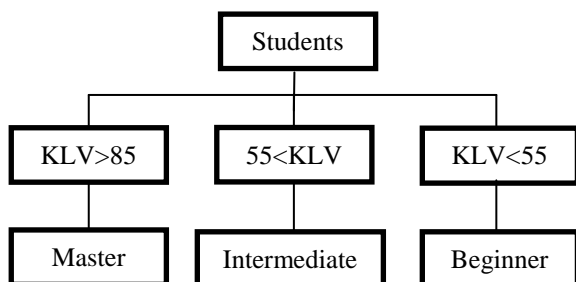 Students
KLV>85
55<KLV
KLV<55
Master
Intermediate
Beginner